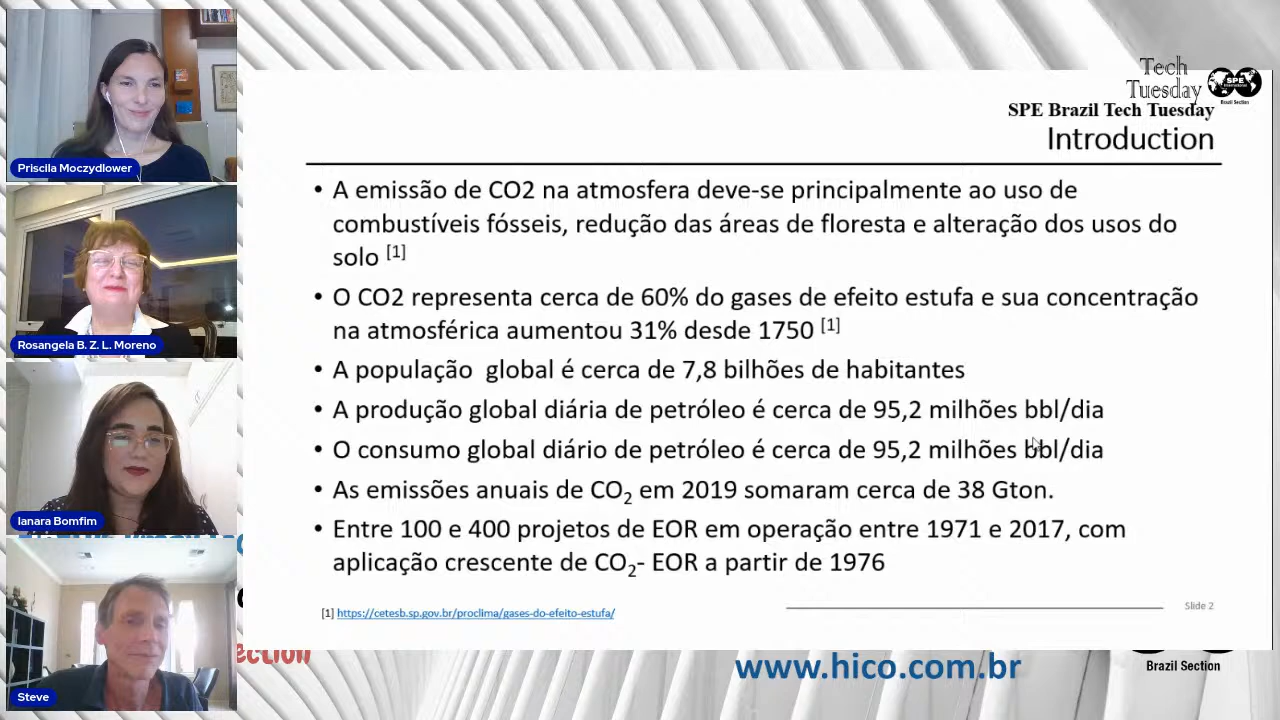 Tech
Tuesday
SPE
International
Brazil Section
SPE Brazil Tech Tuesday
Introduction
• A emissão de CO2 na atmosfera deve-se principalmente ao uso de
combustíveis fósseis, redução das áreas de floresta e alteração dos usos do
solo [1]
• O CO2 representa cerca de 60% do gases de efeito estufa e sua concentração
na atmosférica aumentou 31% desde 1750 [1]
• A população global é cerca de 7,8 bilhões de habitantes
• A produção global diária de petróleo é cerca de 95,2 milhões bbl/dia
• O consumo global diário de petróleo é cerca de 95,2 milhões bbl/dia
• As emissões anuais de CO2 em 2019 somaram cerca de 38 Gton.
• Entre 100 e 400 projetos de EOR em operação entre 1971 e 2017, com
aplicação crescente de CO2- EOR a partir de 1976
[1] https://cetesb.sp.gov.br/proclima/gases-do-efeito-estufa/
Slide 2
Priscila Moczydlower
Rosangela B. Z. L. Moreno
Ianara Bomfim
Steve
www.hico.com.br
Brazil Section